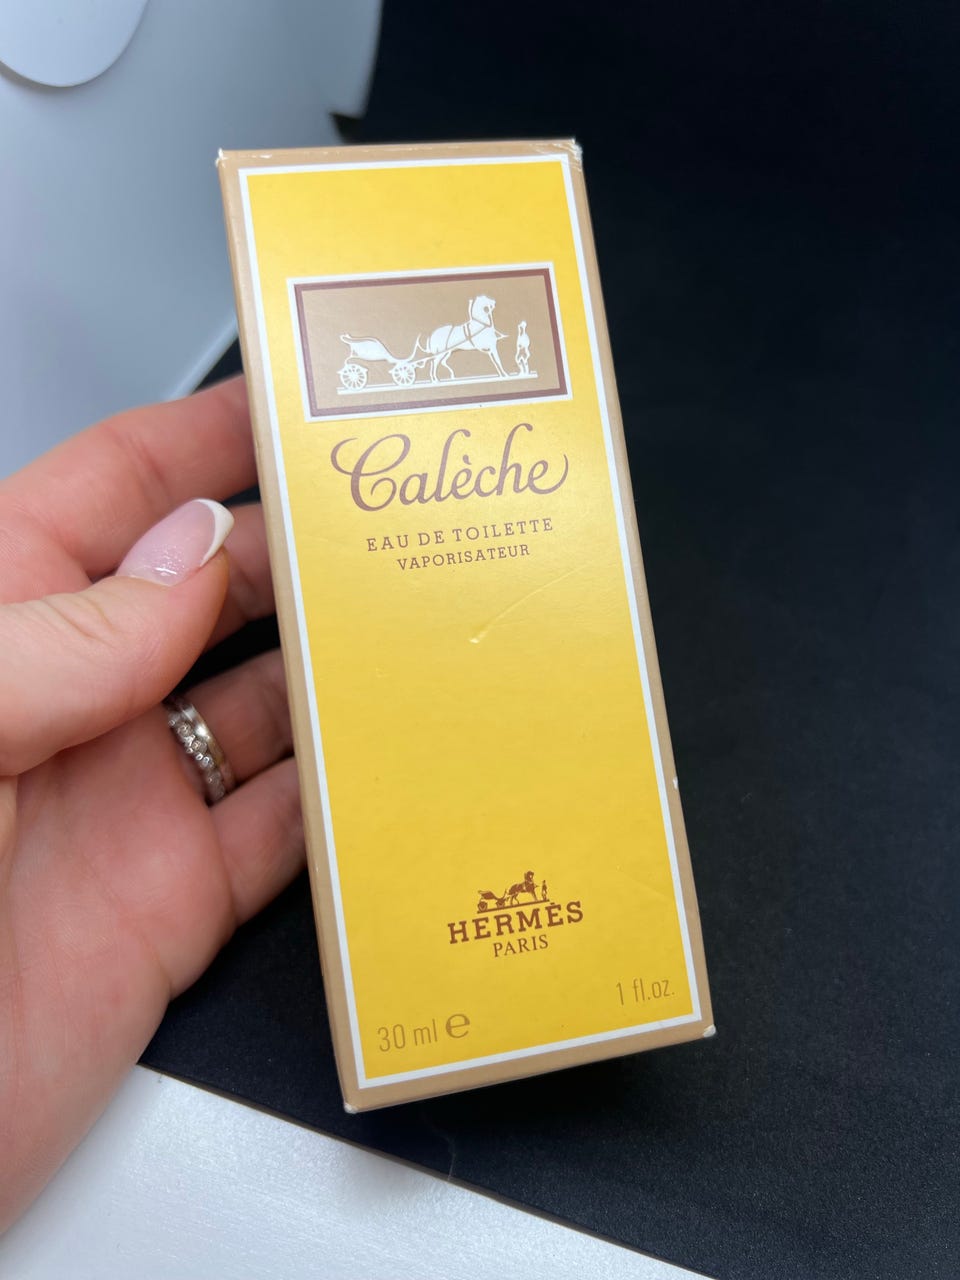 Calèche
EAU DE TOILETTE
VAPORISATEUR
HERMÈS
PARIS
30 ml ℮
1 fl.oz.